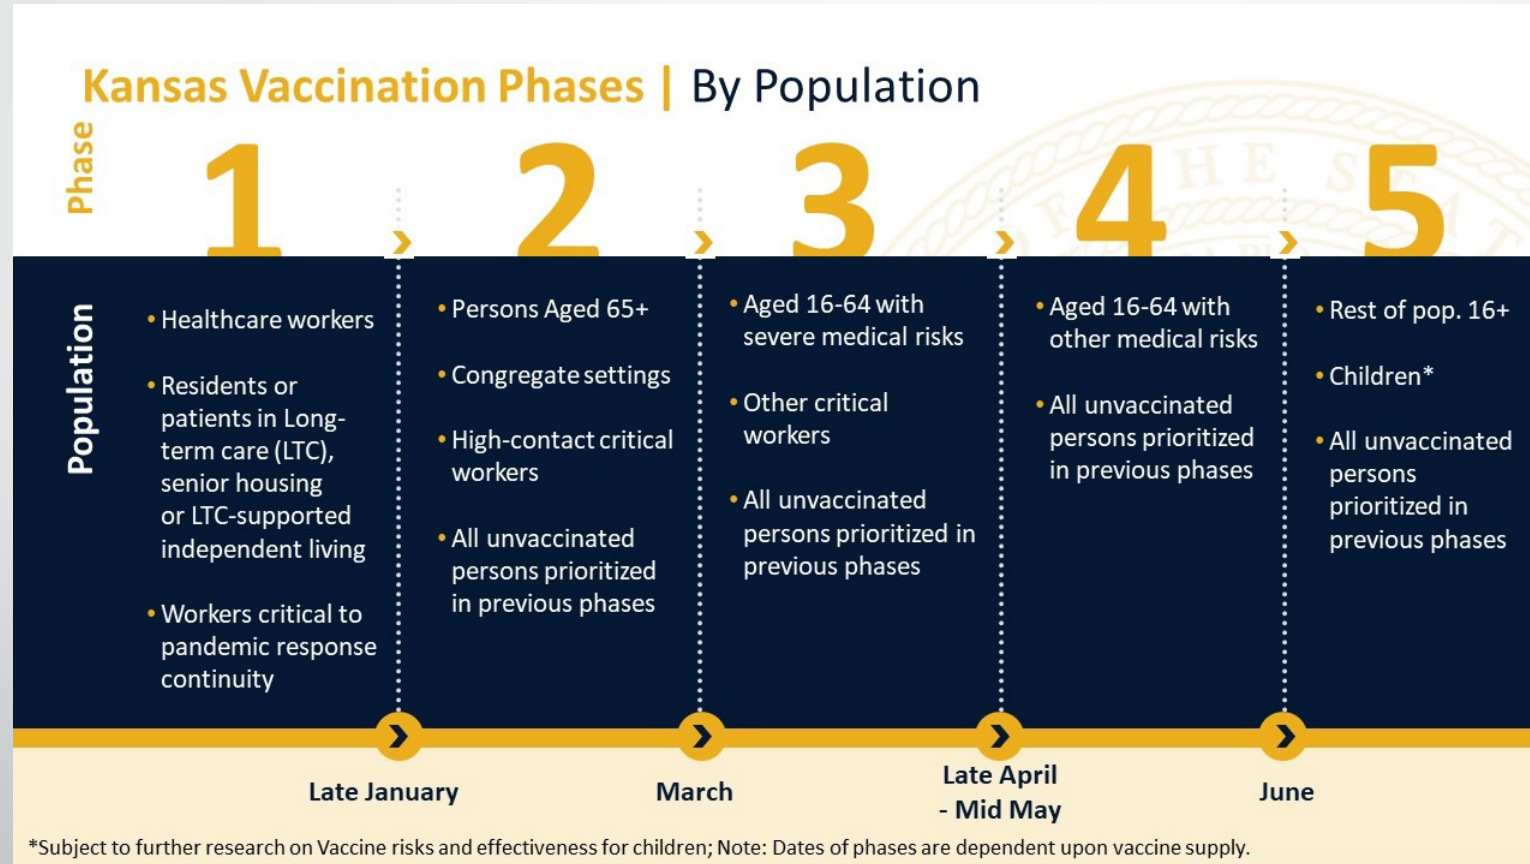 Kansas Vaccination Phases | By Population
Phase
1
2
3
4
5
Population
• Healthcare workers
• Residents or
patients in Long-
term care (LTC),
senior housing
or LTC-supported
independent living
• Workers critical to
pandemic response
continuity
• Persons Aged 65+
• Congregate settings
• High-contact critical
workers
• All unvaccinated
persons prioritized
in previous phases
• Aged 16-64 with
severe medical risks
• Other critical
workers
• All unvaccinated
persons prioritized in
previous phases
• Aged 16-64 with
other medical risks
• All unvaccinated
persons prioritized
in previous phases
• Rest of pop. 16+
• Children*
• All unvaccinated
persons
prioritized in
previous phases
Late January
March
Late April
- Mid May
June
*Subject to further research on Vaccine risks and effectiveness for children; Note: Dates of phases are dependent upon vaccine supply.